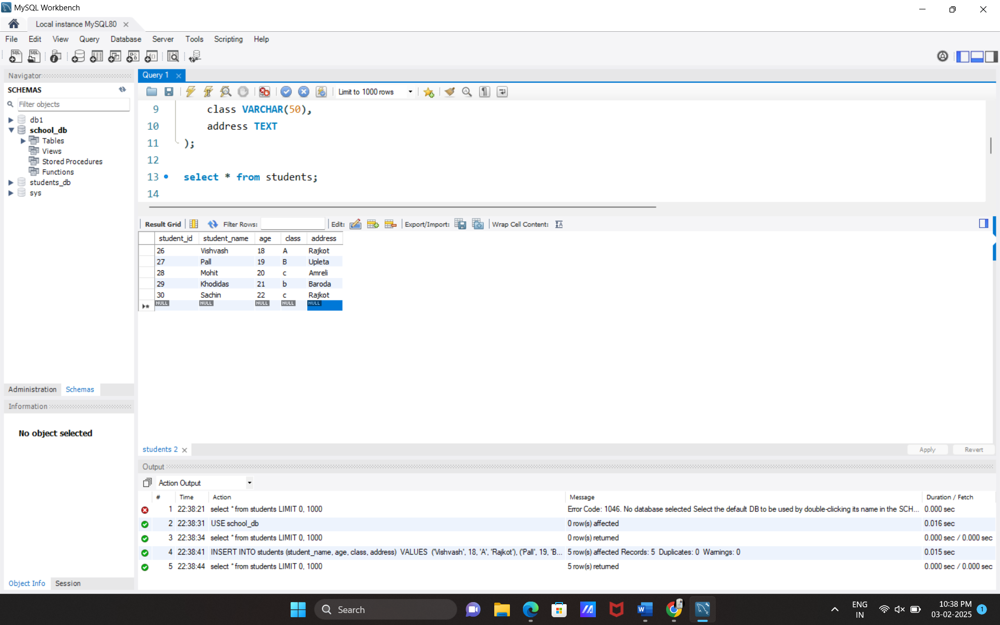 MySQL Workbench
Local instance MySQL80
File Edit View Query Database Server Tools Scripting Help
Navigator
SCHEMAS
Filter objects
db1
school_db
Tables
Views
Stored Procedures
Functions
students_db
sys
Administration Schemas
Information
No object selected
Object Info Session
Query 1
Limit to 1000 rows
9 class VARCHAR(50),
10 address TEXT
11 );
12
13 select * from students;
14
Result Grid Filter Rows: Edit: Export/Import: Wrap Cell Content:
student_id student_name age class address
26 Vishvash 18 A Rajkot
27 Pall 19 B Upleta
28 Mohit 20 c Amreli
29 Khodidas 21 b Baroda
30 Sachin 22 c Rajkot
NULL NULL NULL NULL NULL
students 2 Apply Revert
Output
Action Output
# Time Action Message Duration / Fetch
1 22:38:21 select * from students LIMIT 0, 1000 Error Code: 1046. No database selected Select the default DB to be used by double-clicking its name in the SCH... 0.000 sec
2 22:38:31 USE school_db 0 row(s) affected 0.016 sec
3 22:38:34 select * from students LIMIT 0, 1000 0 row(s) returned 0.000 sec / 0.000 sec
4 22:38:41 INSERT INTO students (student_name, age, class, address) VALUES ('Vishvash', 18, 'A', 'Rajkot'), ('Pall', 19, 'B... 5 row(s) affected Records: 5 Duplicates: 0 Warnings: 0 0.015 sec
5 22:38:44 select * from students LIMIT 0, 1000 5 row(s) returned 0.000 sec / 0.000 sec
Search
ENG
IN
10:38 PM
03-02-2025
1